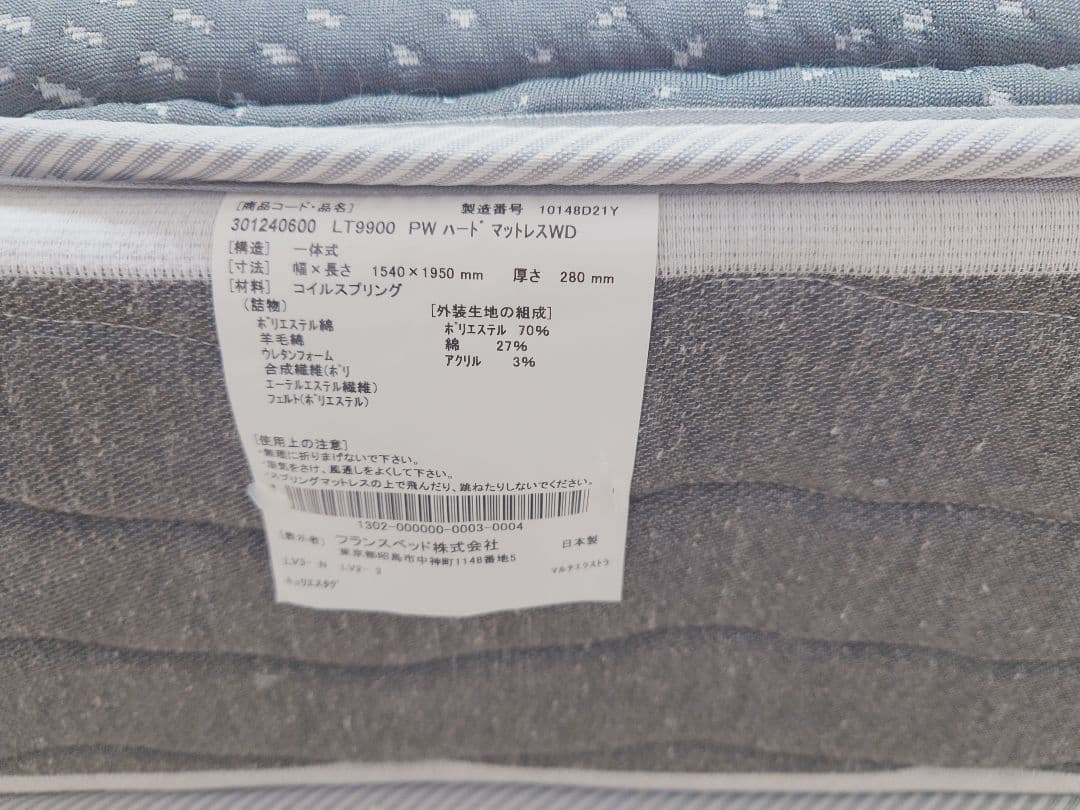 [商品コード・品名] 製造番号 10148D21Y
301240600 LT9900 PW ハード マットレスWD
[構造] 一体式
[寸法] 幅×長さ 1540×1950 mm 厚さ 280 mm
[材料] コイルスプリング
(詰物) [外装生地の組成]
ポリエステル綿 ポリエステル 70%
羊毛綿 綿 27%
ウレタンフォーム アクリル 3%
合成繊維(ポリ
エーテルエステル繊維)
フェルト(ポリエステル)
[使用上の注意]
・無理に折りまげないで下さい。
・湿気をさけ、風通しをよくして下さい。
・スプリングマットレスの上で飛んだり、跳ねたりしないでください。
1302-000000-0003-0004
[表示者] フランスベッド株式会社 日本製
東京都昭島市中神町1148番地5
マルチエクストラ